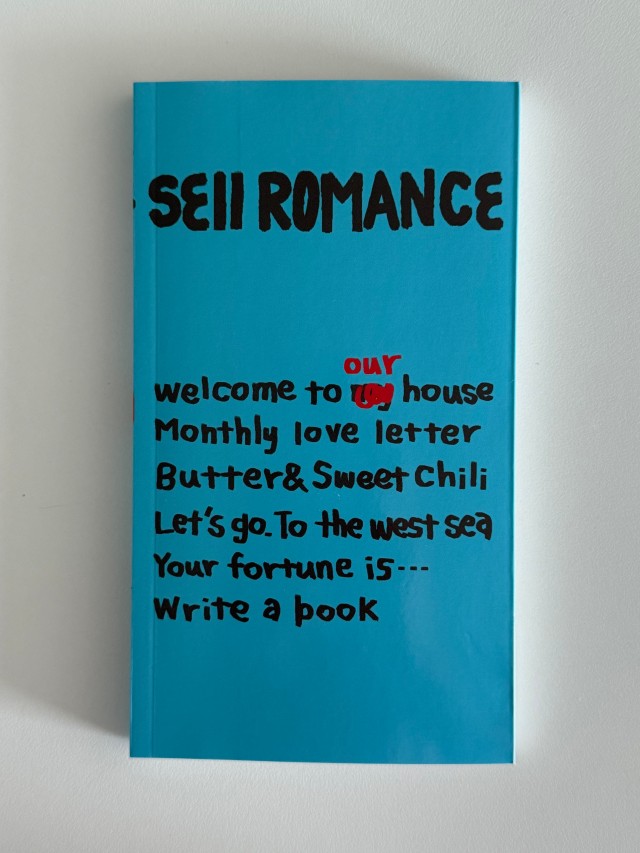 SEll ROMANCE
our
welcome to my house
Monthly love letter
Butter & Sweet Chili
Let's go. To the west sea
Your fortune is...
Write a book